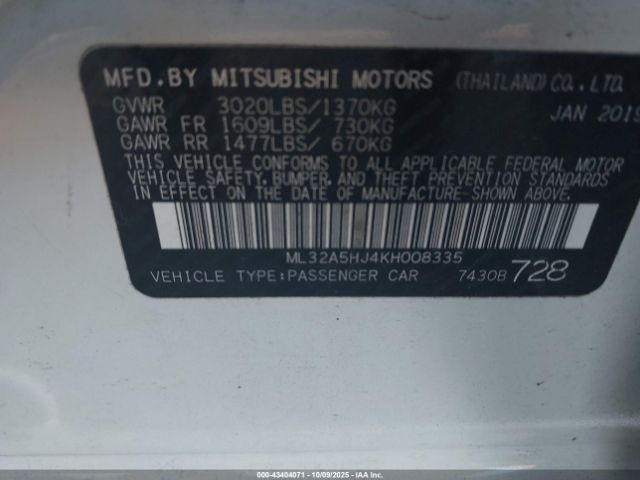 MFD.BY MITSUBISHI MOTORS (THAILAND)CO.,LTD.
GVWR 3020LBS/1370KG JAN 2019
GAWR FR 1609LBS/ 730KG
GAWR RR 1477LBS/ 670KG
THIS VEHICLE CONFORMS TO ALL APPLICABLE FEDERAL MOTOR
VEHICLE SAFETY,BUMPER,AND THEFT PREVENTION STANDARDS
IN EFFECT ON THE DATE OF MANUFACTURE-SHOWN ABOVE.
ML32A5HJ4KH008335
VEHICLE TYPE:PASSENGER CAR 7430B 728
000-43404071 - 10/09/2025 - IAAI.COM